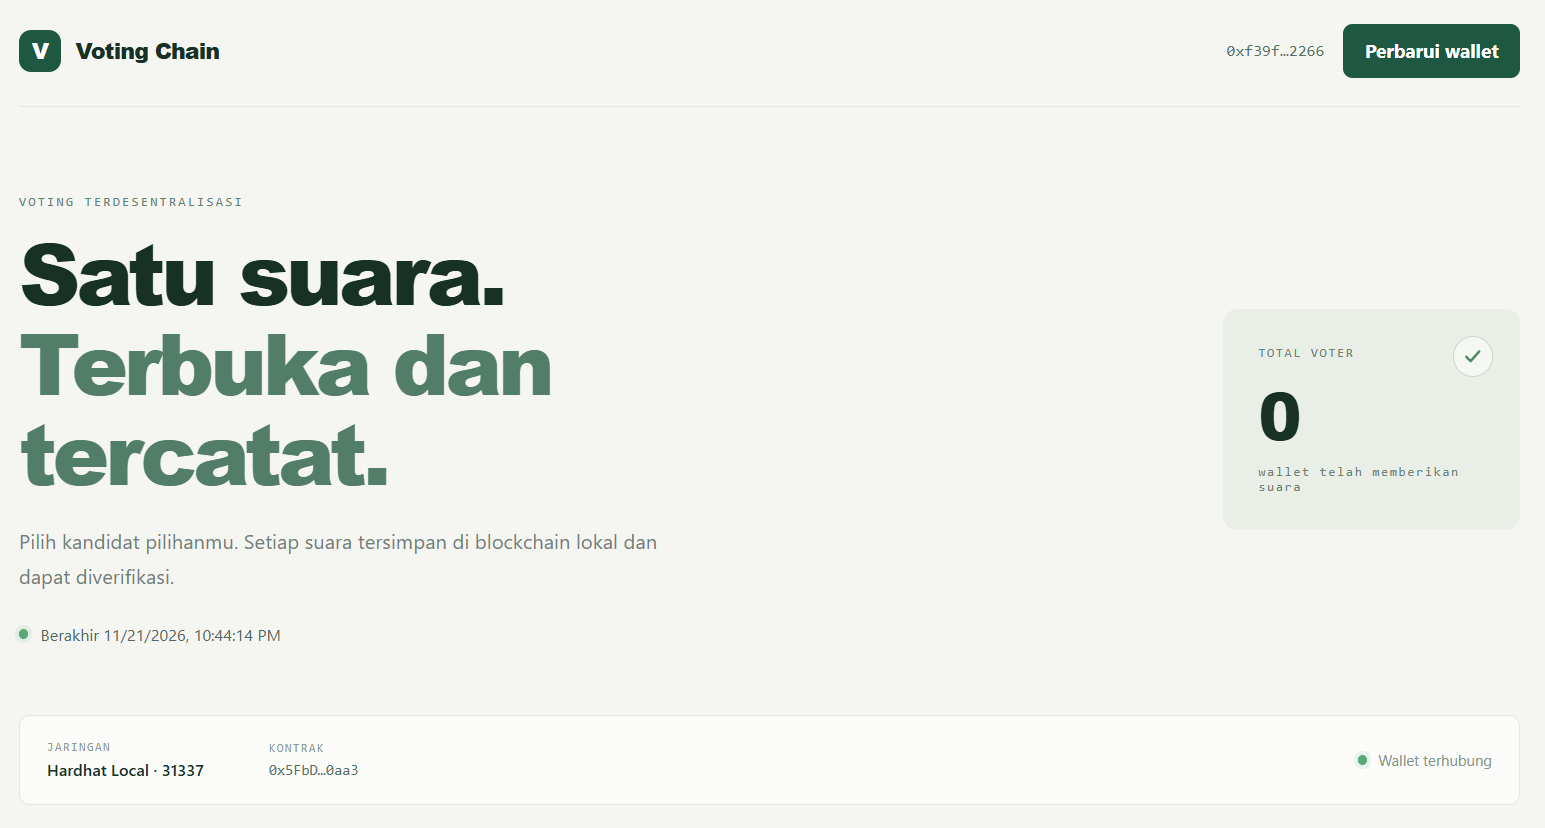 V
Voting Chain
0xf39f…2266
Perbarui wallet
VOTING TERDESENTRALISASI
Satu suara.
Terbuka dan
tercatat.
Pilih kandidat pilihanmu. Setiap suara tersimpan di blockchain lokal dan
dapat diverifikasi.
Berakhir 11/21/2026, 10:44:14 PM
TOTAL VOTER
0
wallet telah memberikan
suara
JARINGAN
Hardhat Local · 31337
KONTRAK
0x5FbD…0aa3
Wallet terhubung